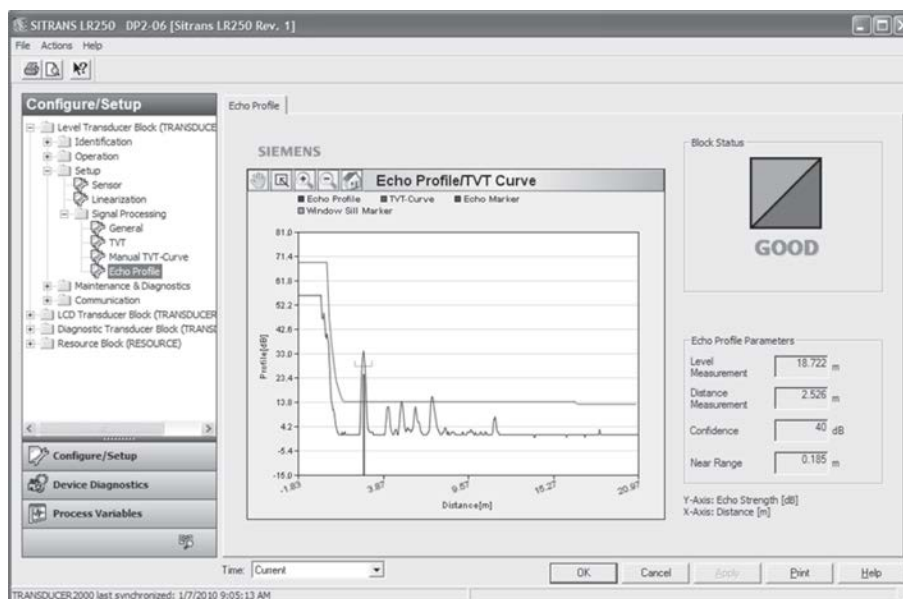 SITRANS LR250 DP2-06 [Sitrans LR250 Rev. 1]
File Actions Help
Configure/Setup
Level Transducer Block (TRANSDUCE
Identification
Operation
Setup
Sensor
Linearization
Signal Processing
General
TVT
Manual TVT-Curve
Echo Profile
Maintenance & Diagnostics
Communication
LCD Transducer Block (TRANSDUCER
Diagnostic Transducer Block (TRANSD
Resource Block (RESOURCE)
Configure/Setup
Device Diagnostics
Process Variables
Echo Profile
SIEMENS
Echo Profile/TVT Curve
Echo Profile TVT-Curve Echo Marker
Window Sill Marker
81.0
71.4
61.8
52.2
42.6
33.0
23.4
13.8
4.2
-5.4
-15.0
Profile[dB]
-1.83 3.87 9.57 15.27 20.97
Distance[m]
Block Status
GOOD
Echo Profile Parameters
Level Measurement 18.722 m
Distance Measurement 2.526 m
Confidence 40 dB
Near Range 0.185 m
Y-Axis: Echo Strength [dB]
X-Axis: Distance [m]
Time: Current
OK Cancel Apply Print Help
TRANSDUCER2000 last synchronized: 1/7/2010 9:05:13 AM